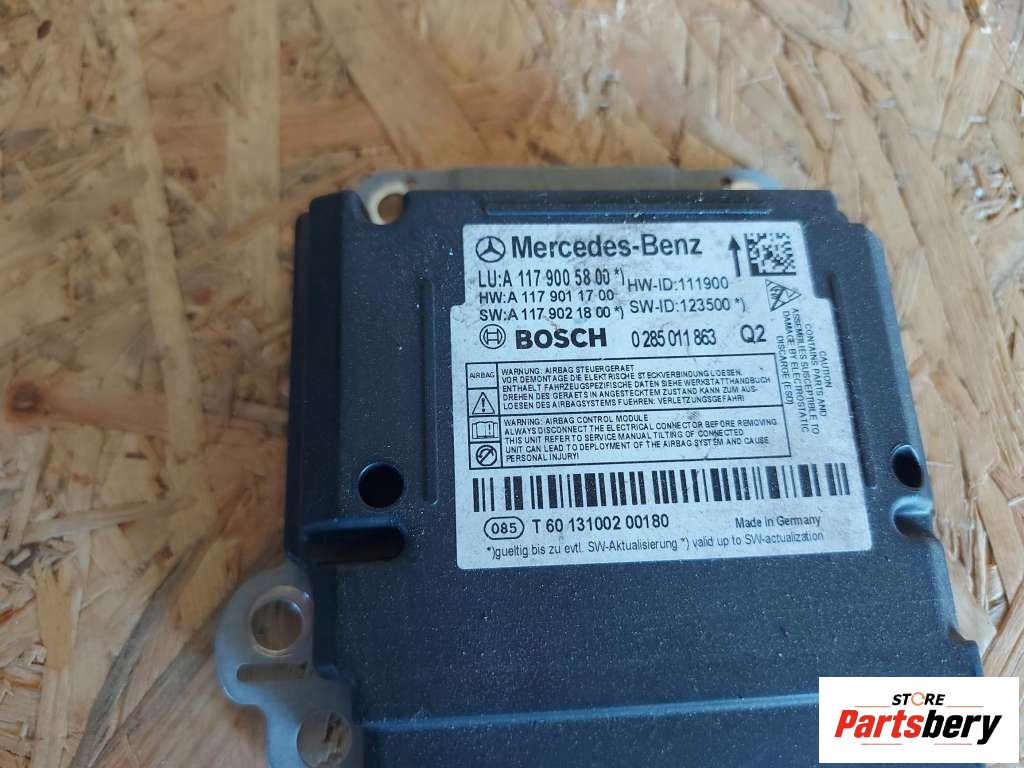 Mercedes-Benz
LU:A 117 900 58 00 *)
HW-ID:111900
HW:A 117 901 17 00
SW:A 117 902 18 00 *)
SW-ID:123500 *)
BOSCH 0 285 011 863 Q2
CAUTION
CONTAINS PARTS AND
ASSEMBLIES SUSCEPTIBLE TO
DAMAGE BY ELECTROSTATIC
DISCARGE (ESD)
AIRBAG
WARNUNG: AIRBAG STEUERGERAET
VOR DEMONTAGE DIE ELEKTRISCHE STECKVERBINDUNG LOESEN.
ENTHAELT FAHRZEUGSPEZIFISCHE DATEN SIEHE WERKSTATTHANDBUCH
DREHEN DES GERAETS IN ANGESTECKTEM ZUSTAND KANN ZUM AUS-
LOESEN DES AIRBAGSYSTEMS FUEHREN: VERLETZUNGSGEFAHR!
WARNING: AIRBAG CONTROL MODULE
ALWAYS DISCONNECT THE ELECTRICAL CONNECTOR BEFORE REMOVING
THIS UNIT REFER TO SERVICE MANUAL TILTING OF CONNECTED
UNIT CAN LEAD TO DEPLOYMENT OF THE AIRBAG SYSTEM AND CAUSE
PERSONAL INJURY!
085 T 60 131002 00180 Made in Germany
*)gueltig bis zu evtl. SW-Aktualisierung *) valid up to SW-actualization
STORE
Partsbery